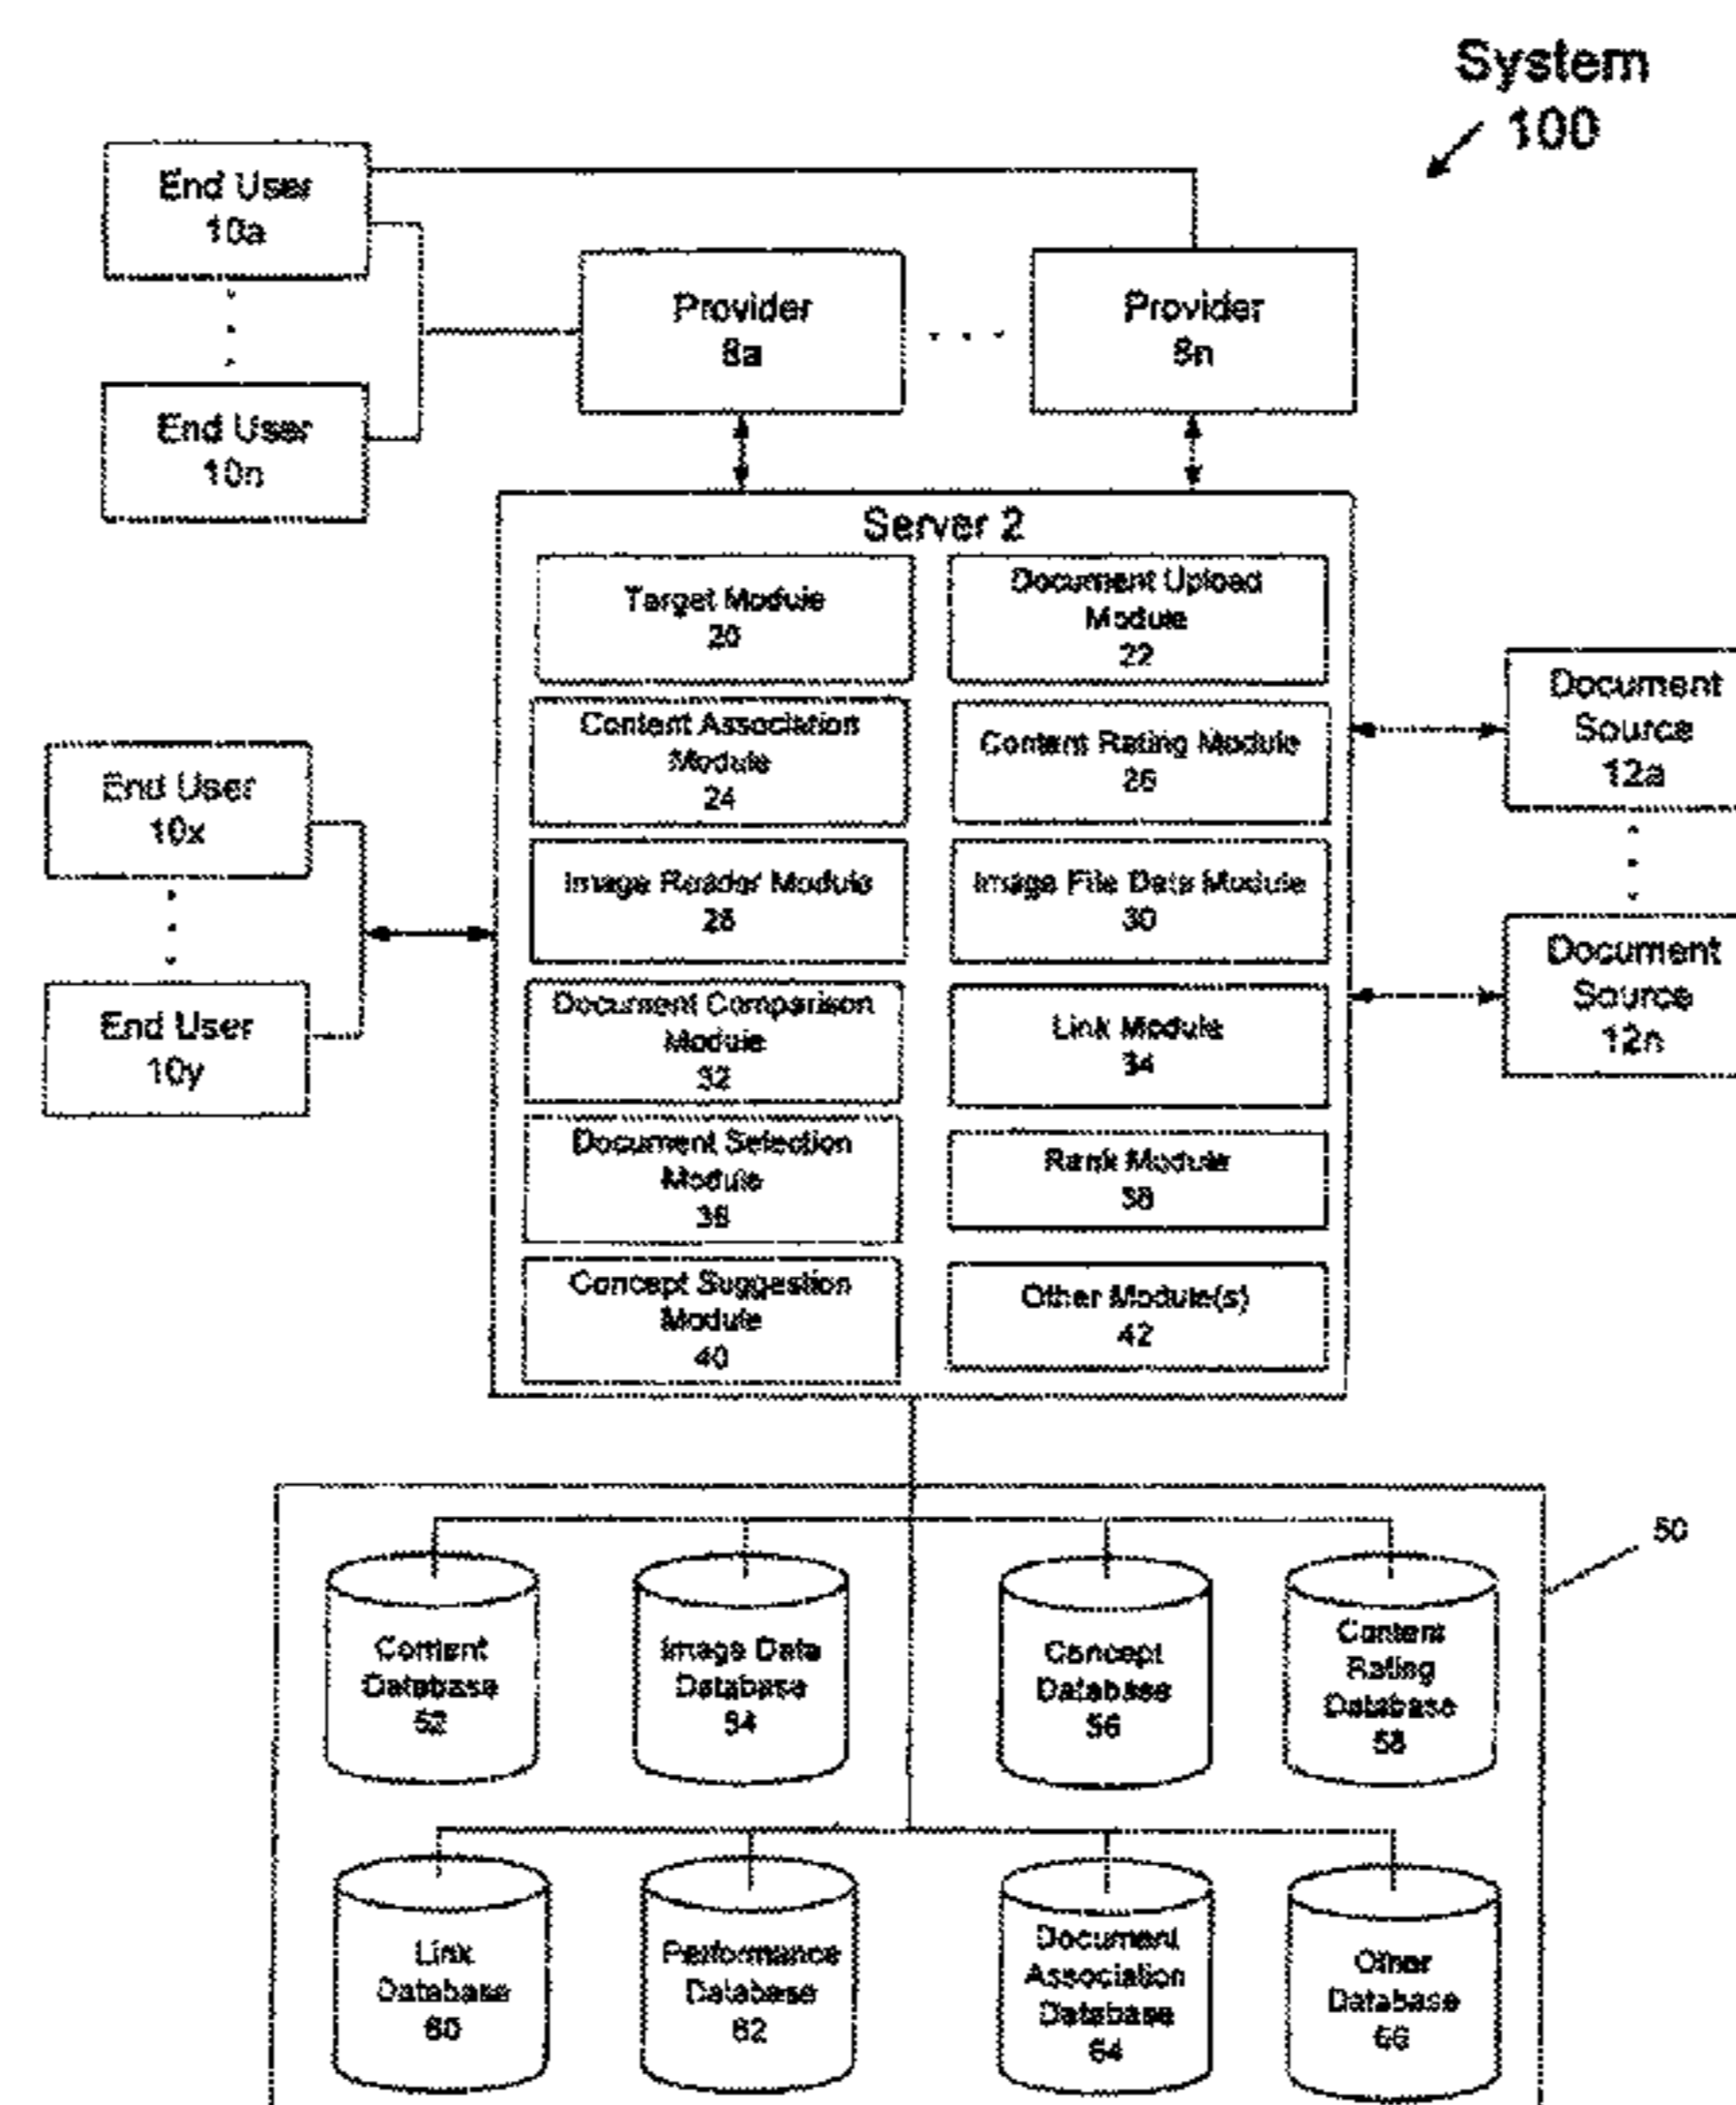 System
100
End User
10a
End User
10n
Provider
8a
Provider
8n
Server 2
Target Module
20
Document Upload
Module
22
Content Association
Module
24
Content Rating Module
26
Image Reader Module
28
Image File Data Module
30
Document Comparison
Module
32
Link Module
34
Document Selection
Module
36
Rank Module
38
Concept Suggestion
Module
40
Other Module(s)
42
End User
10x
End User
10y
Document
Source
12a
Document
Source
12n
50
Content
Database
52
Image Data
Database
54
Concept
Database
56
Content
Rating
Database
58
Link
Database
60
Performance
Database
62
Document
Association
Database
64
Other
Database
66